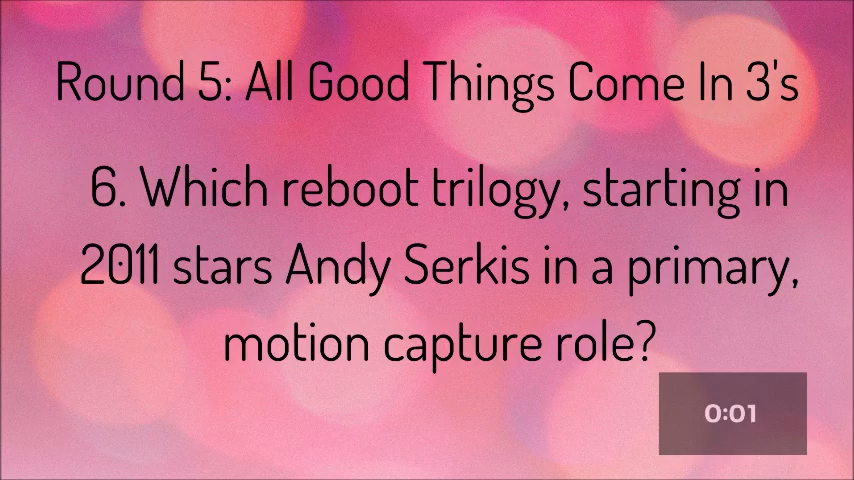 Round 5: All Good Things Come In 3's
6. Which reboot trilogy, starting in
2011 stars Andy Serkis in a primary,
motion capture role?
0:01